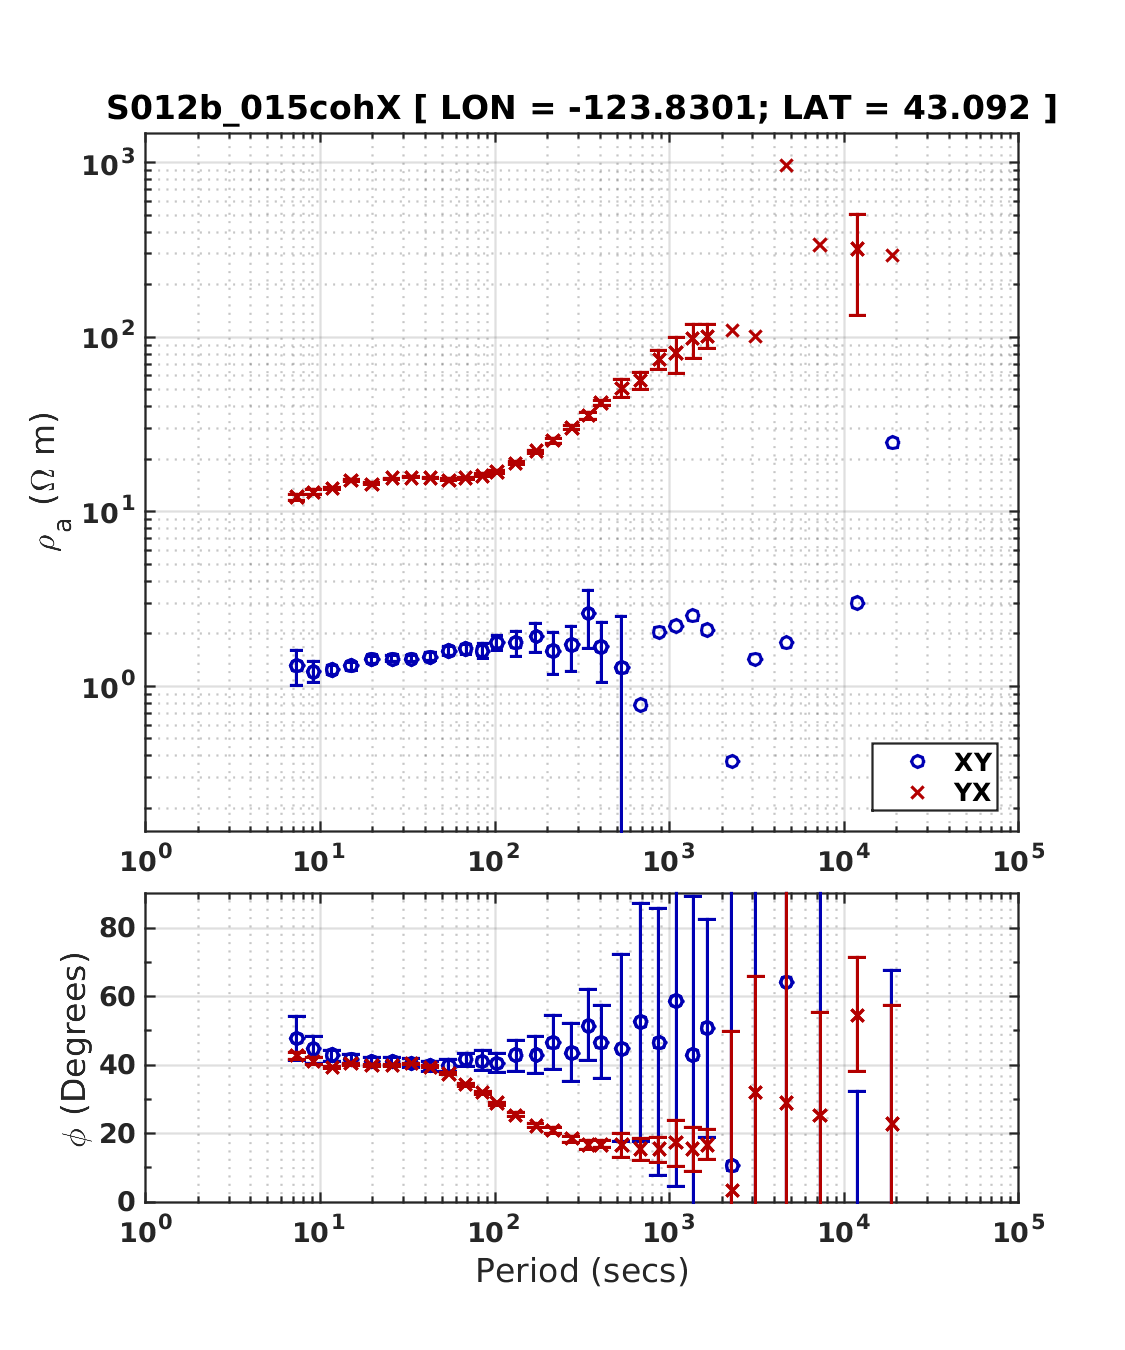 S012b_015cohX [ LON = -123.8301; LAT = 43.092 ]
10³
10²
10¹
10⁰
ρₐ (Ω m)
XY
YX
10⁰ 10¹ 10² 10³ 10⁴ 10⁵
80
60
40
20
0
ϕ (Degrees)
10⁰ 10¹ 10² 10³ 10⁴ 10⁵
Period (secs)